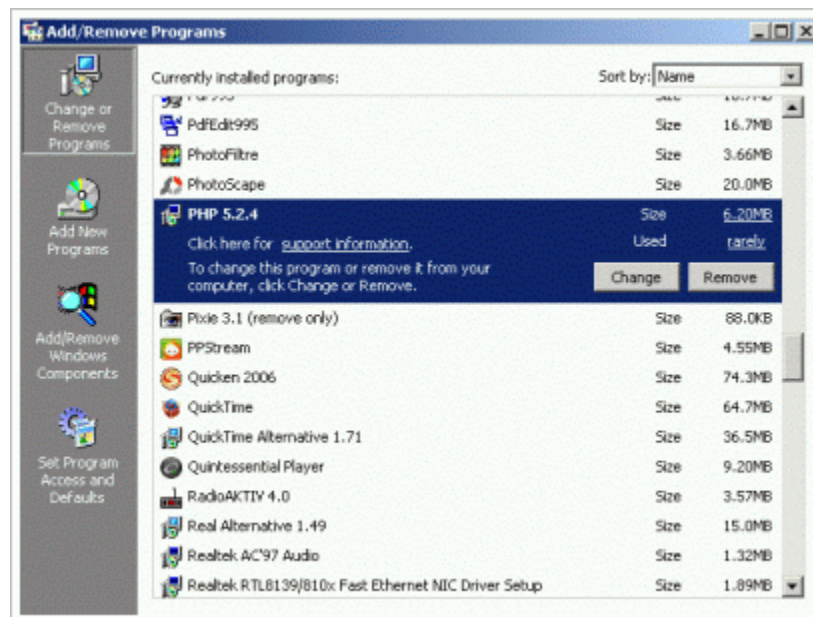 Add/Remove Programs
Change or
Remove
Programs
Add New
Programs
Add/Remove
Windows
Components
Set Program
Access and
Defaults
Currently installed programs:
Sort by: Name
PdfEdit995 Size 16.7MB
PhotoFiltre Size 3.66MB
PhotoScape Size 20.0MB
PHP 5.2.4 Size 6.20MB
Click here for support information. Used rarely
To change this program or remove it from your
computer, click Change or Remove.
Change Remove
Pixie 3.1 (remove only) Size 88.0KB
PPStream Size 4.55MB
Quicken 2006 Size 74.3MB
QuickTime Size 64.7MB
QuickTime Alternative 1.71 Size 36.5MB
Quintessential Player Size 9.20MB
RadioAKTIV 4.0 Size 3.57MB
Real Alternative 1.49 Size 15.0MB
Realtek AC'97 Audio Size 1.32MB
Realtek RTL8139/810x Fast Ethernet NIC Driver Setup Size 1.89MB